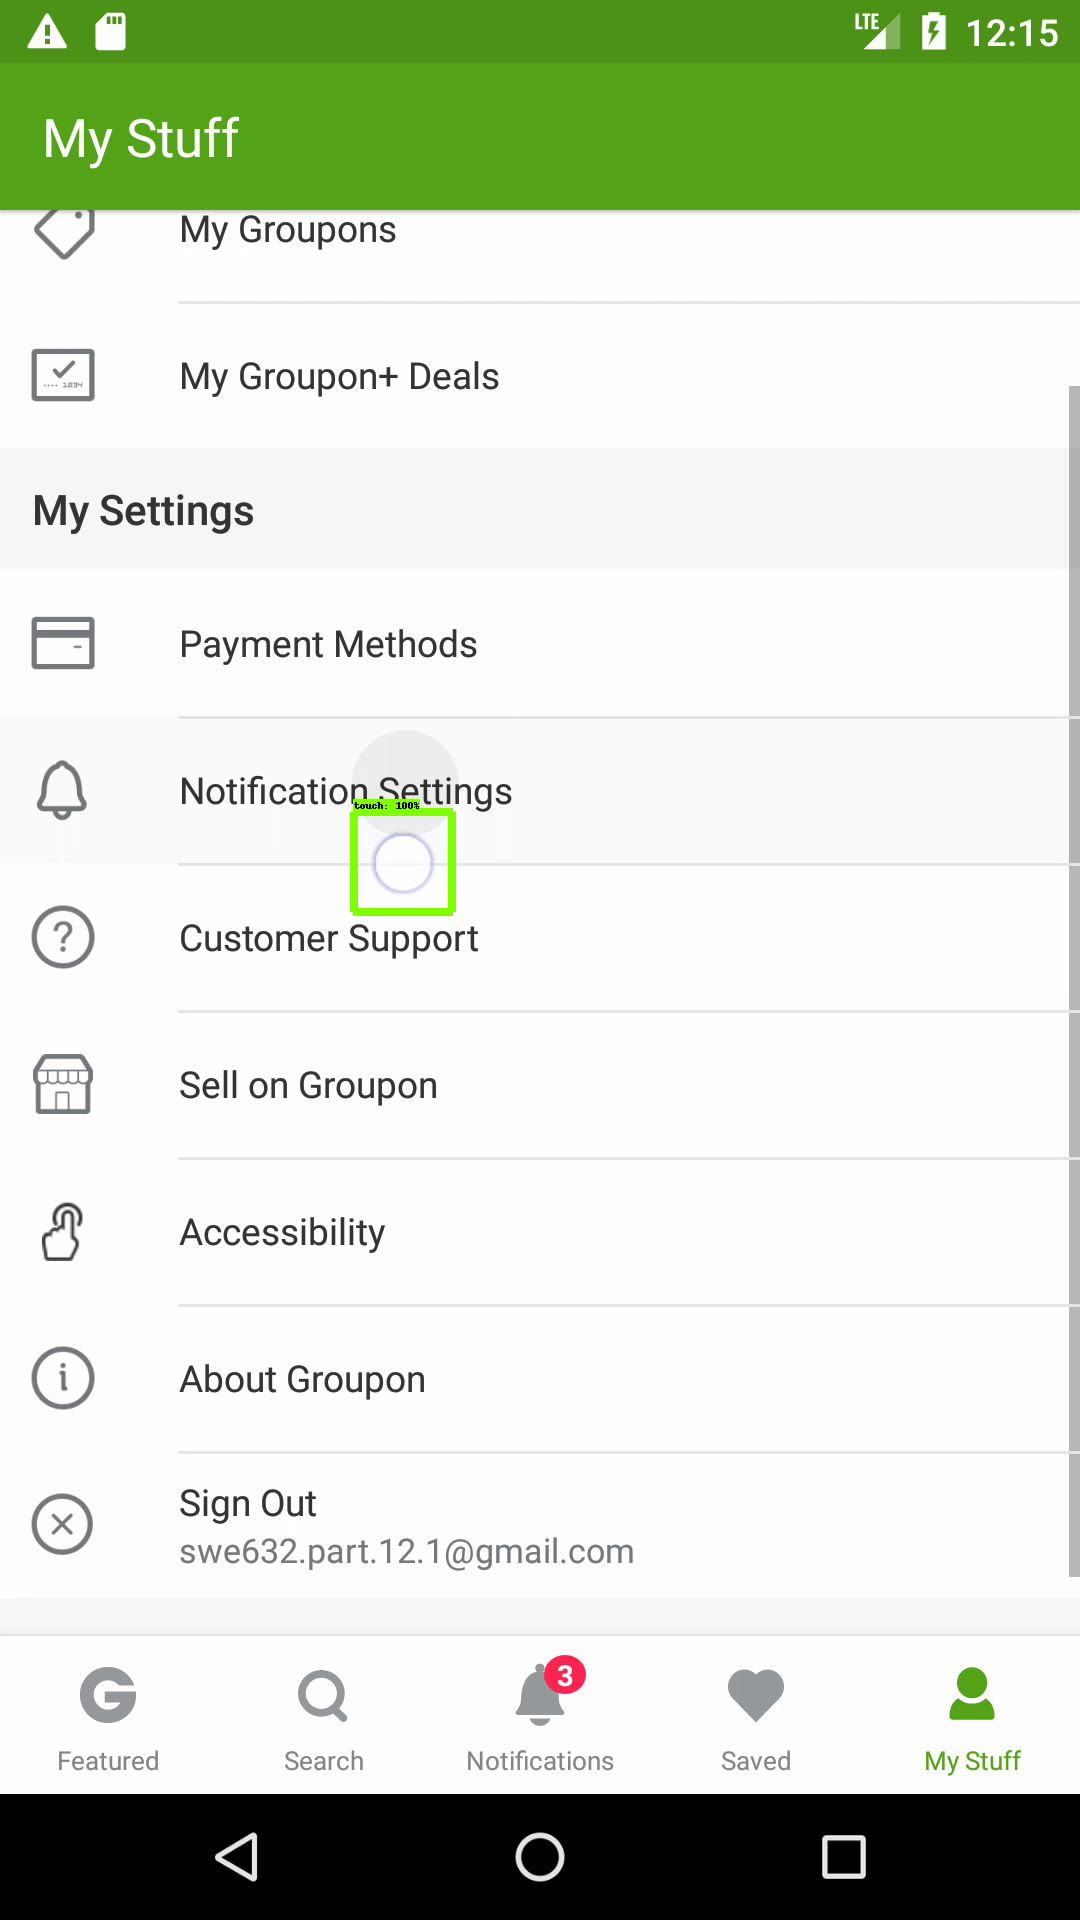 LTE 12:15
My Stuff
My Groupons
1234
My Groupon+ Deals
My Settings
Payment Methods
Notification Settings
touch: 100%
Customer Support
Sell on Groupon
Accessibility
About Groupon
Sign Out
swe632.part.12.1@gmail.com
3
Featured
Search
Notifications
Saved
My Stuff